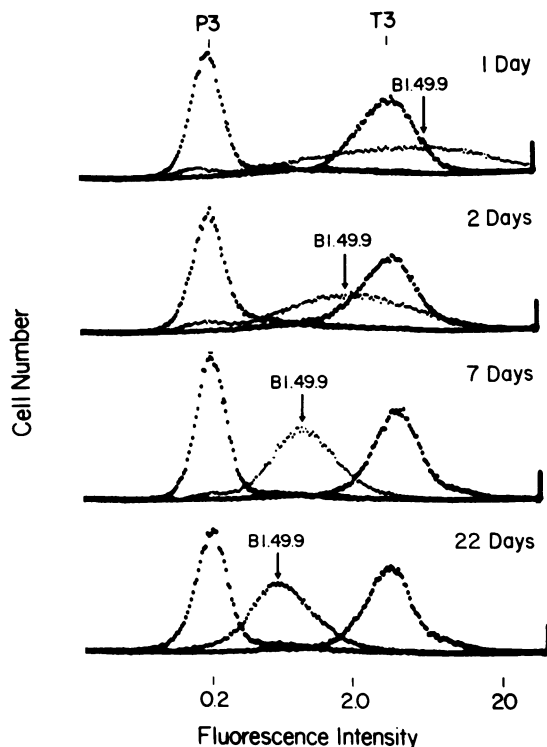 P3 T3
1 Day
B1.49.9
2 Days
B1.49.9
7 Days
B1.49.9
22 Days
B1.49.9
Cell Number
0.2 2.0 20
Fluorescence Intensity